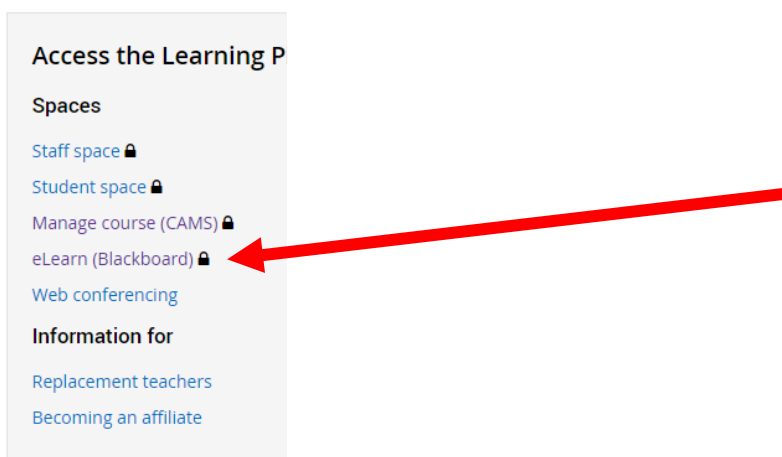 Access the Learning P
Spaces
Staff space
Student space
Manage course (CAMS)
eLearn (Blackboard)
Web conferencing
Information for
Replacement teachers
Becoming an affiliate